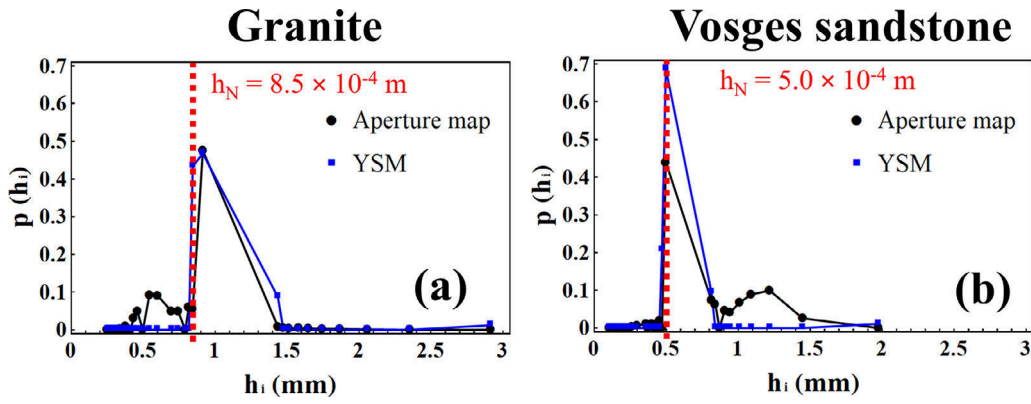 Granite
0.7
0.6
0.5
0.4
0.3
0.2
0.1
0
p (hᵢ)
h_N = 8.5 × 10⁻⁴ m
Aperture map
YSM
(a)
0 0.5 1 1.5 2 2.5 3
hᵢ (mm)
Vosges sandstone
0.7
0.6
0.5
0.4
0.3
0.2
0.1
0
p (hᵢ)
h_N = 5.0 × 10⁻⁴ m
Aperture map
YSM
(b)
0 0.5 1 1.5 2 2.5 3
hᵢ (mm)